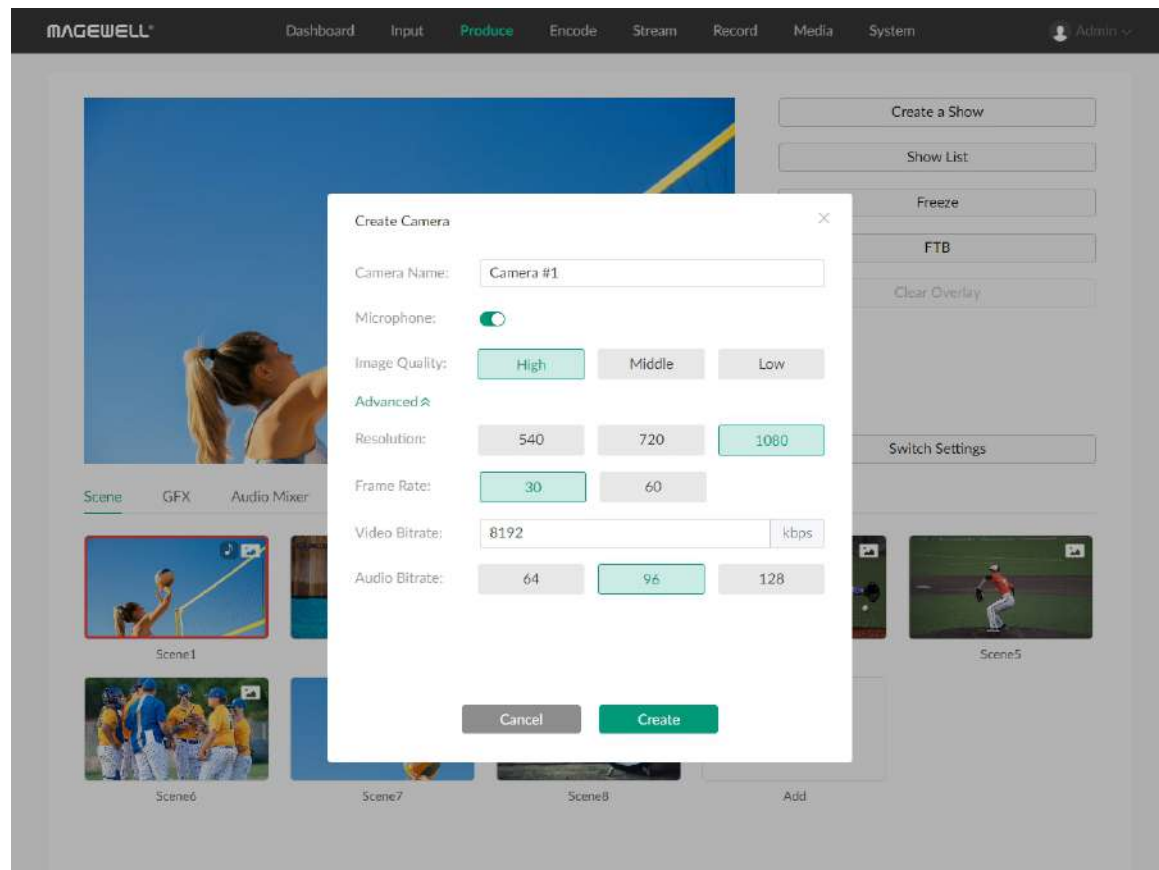 MAGEWELL®
Dashboard Input Produce Encode Stream Record Media System Admin
Create a Show
Show List
Freeze
FTB
Clear Overlay
Switch Settings
Create Camera
Camera Name: Camera #1
Microphone:
Image Quality: High Middle Low
Advanced
Resolution: 540 720 1080
Frame Rate: 30 60
Video Bitrate: 8192 kbps
Audio Bitrate: 64 96 128
Cancel Create
Scene GFX Audio Mixer
Scene1 Scene5
Scene6 Scene7 Scene8 Add